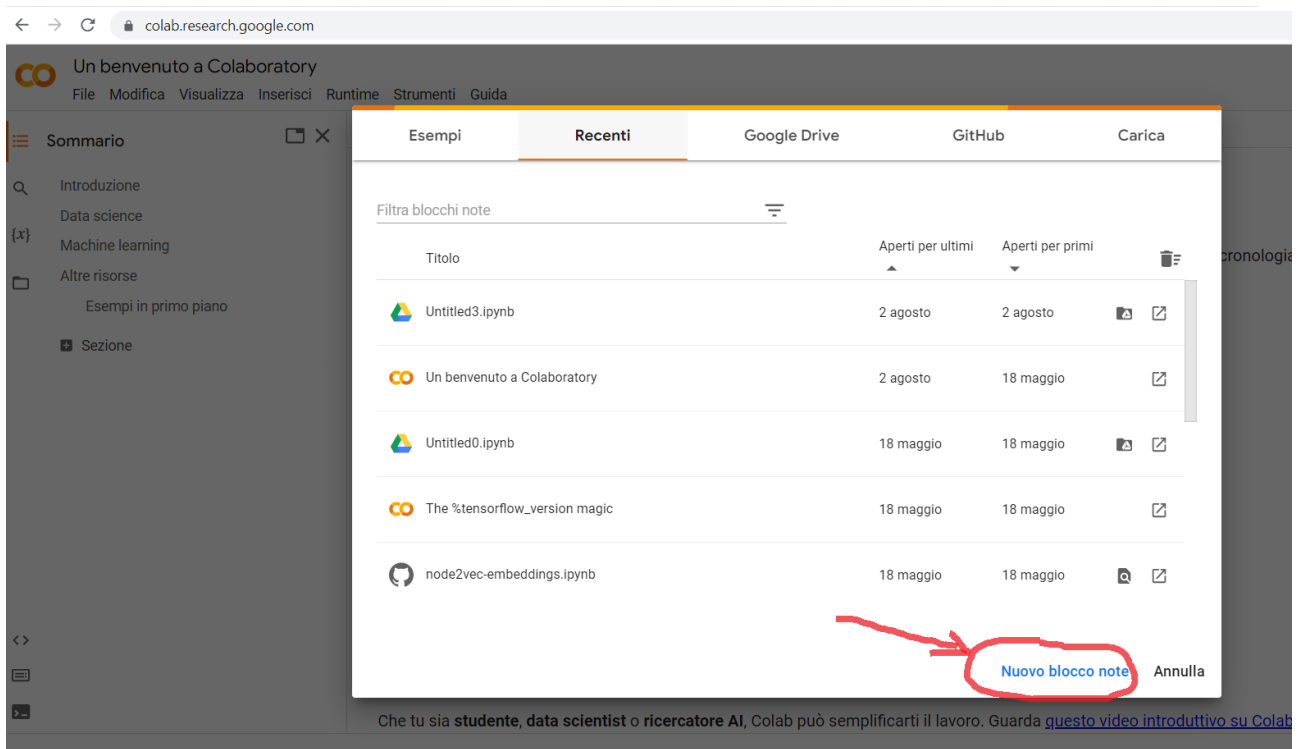 colab.research.google.com
Un benvenuto a Colaboratory
File Modifica Visualizza Inserisci Runtime Strumenti Guida
Sommario
Introduzione
Data science
{x}
Machine learning
Altre risorse
Esempi in primo piano
Sezione
Esempi Recenti Google Drive GitHub Carica
Filtra blocchi note
Titolo Aperti per ultimi Aperti per primi
cronologia
Untitled3.ipynb 2 agosto 2 agosto
Un benvenuto a Colaboratory 2 agosto 18 maggio
Untitled0.ipynb 18 maggio 18 maggio
The %tensorflow_version magic 18 maggio 18 maggio
node2vec-embeddings.ipynb 18 maggio 18 maggio
Nuovo blocco note Annulla
Che tu sia studente, data scientist o ricercatore AI, Colab può semplificarti il lavoro. Guarda questo video introduttivo su Colab